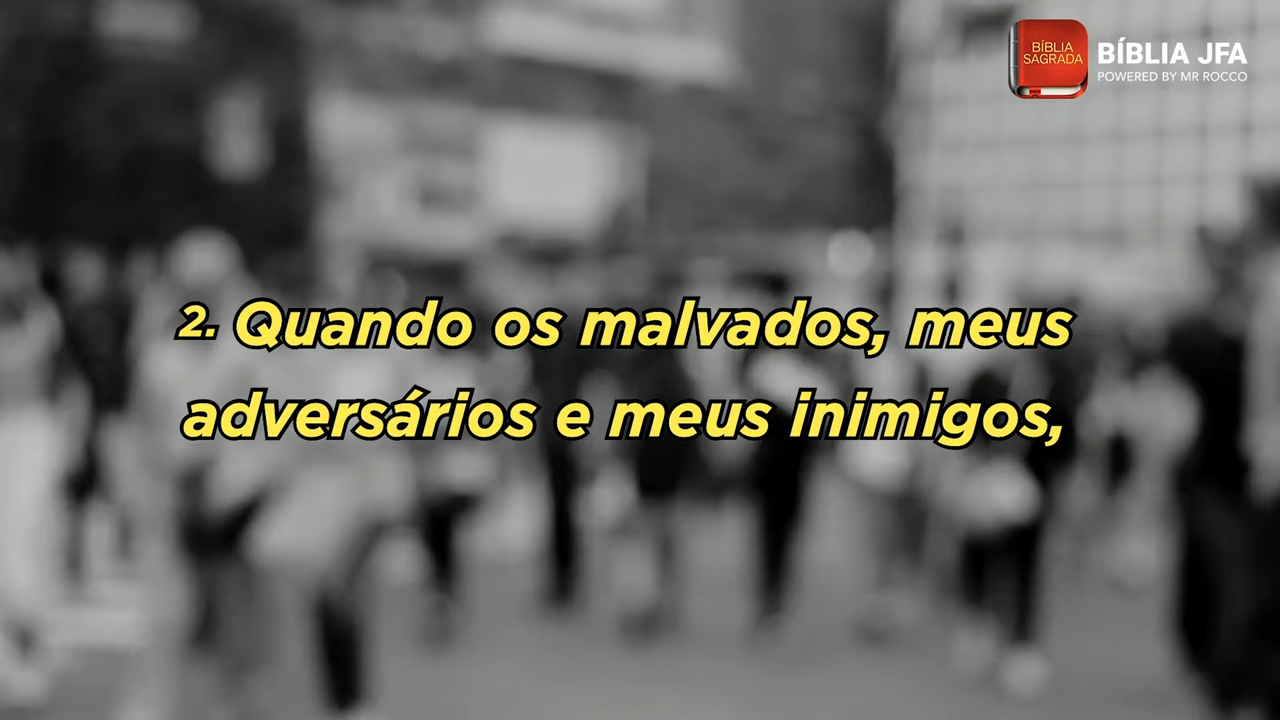 BÍBLIA
SAGRADA
BÍBLIA JFA
POWERED BY MR ROCCO
2. Quando os malvados, meus
adversários e meus inimigos,